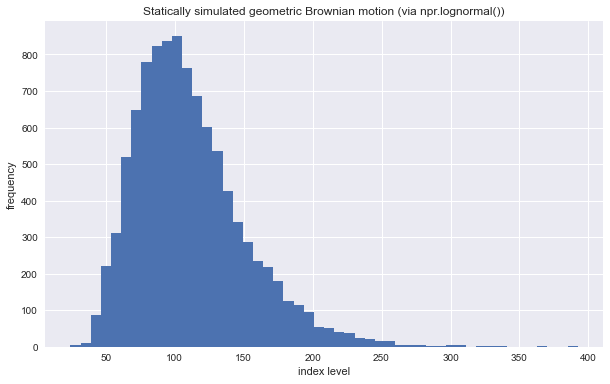 Statically simulated geometric Brownian motion (via npr.lognormal())
800
700
600
500
400
300
200
100
0
frequency
50 100 150 200 250 300 350 400
index level